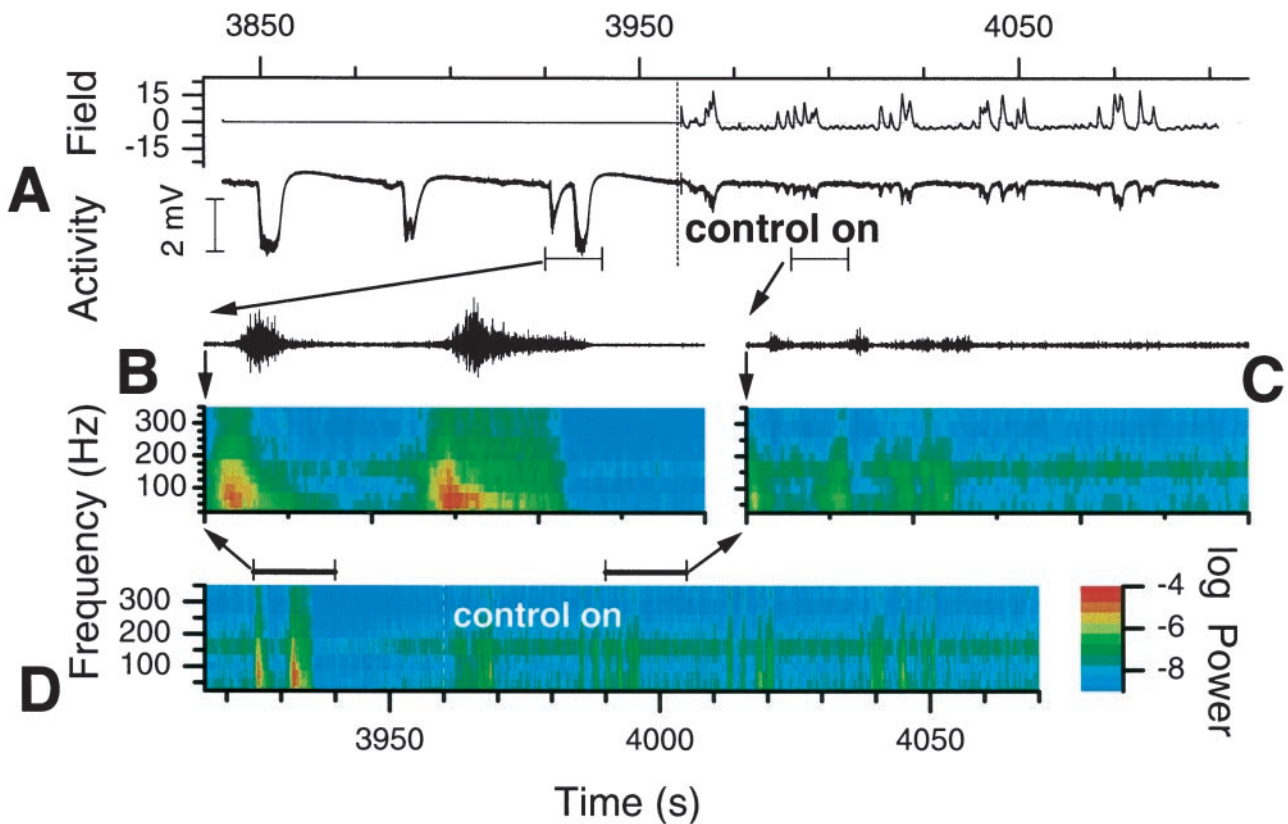 3850 3950 4050
Field
15
0
-15
A
Activity
2 mV
control on
B
C
Frequency (Hz)
300
200
100
D
300
200
100
control on
log Power
-4
-6
-8
3950 4000 4050
Time (s)